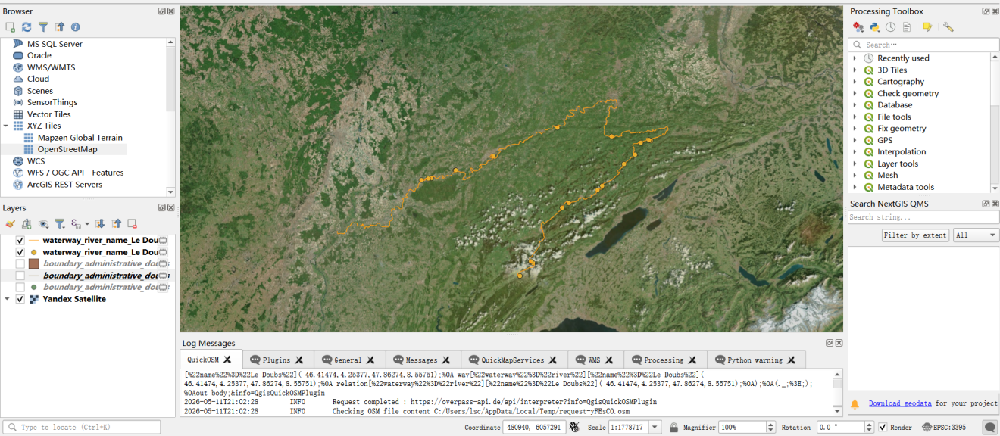 Browser
MS SQL Server
Oracle
WMS/WMTS
Cloud
Scenes
SensorThings
Vector Tiles
XYZ Tiles
Mapzen Global Terrain
OpenStreetMap
WCS
WFS / OGC API - Features
ArcGIS REST Servers
Layers
waterway_river_name_Le Dou
waterway_river_name_Le Dou
boundary_administrative_dou
boundary_administrative_dou
boundary_administrative_dou
Yandex Satellite
Log Messages
QuickOSM Plugins General Messages QuickMapServices WMS Processing Python warning
[%22name%22%3D%22Le Doubs%22]( 46.41474,4.25377,47.86274,8.55751);%0A way[%22waterway%22%3D%22river%22][%22name%22%3D%22Le Doubs%22](
46.41474,4.25377,47.86274,8.55751);%0A relation[%22waterway%22%3D%22river%22][%22name%22%3D%22Le Doubs%22]( 46.41474,4.25377,47.86274,8.55751);%0A);%0A(._;%3E;);
%0Aout body;&info=QgisQuickOSMPlugin
2026-05-11T21:02:28 INFO Request completed : https://overpass-api.de/api/interpreter?info=QgisQuickOSMPlugin
2026-05-11T21:02:28 INFO Checking OSM file content C:/Users/lsc/AppData/Local/Temp/request-yFEsCO.osm
Processing Toolbox
Search…
Recently used
3D Tiles
Cartography
Check geometry
Database
File tools
Fix geometry
GPS
Interpolation
Layer tools
Mesh
Metadata tools
Search NextGIS QMS
Search string...
Filter by extent All
Download geodata for your project
Type to locate (Ctrl+K) Coordinate 480940, 6057291 Scale 1:1778717 Magnifier 100% Rotation 0.0 ° Render EPSG:3395